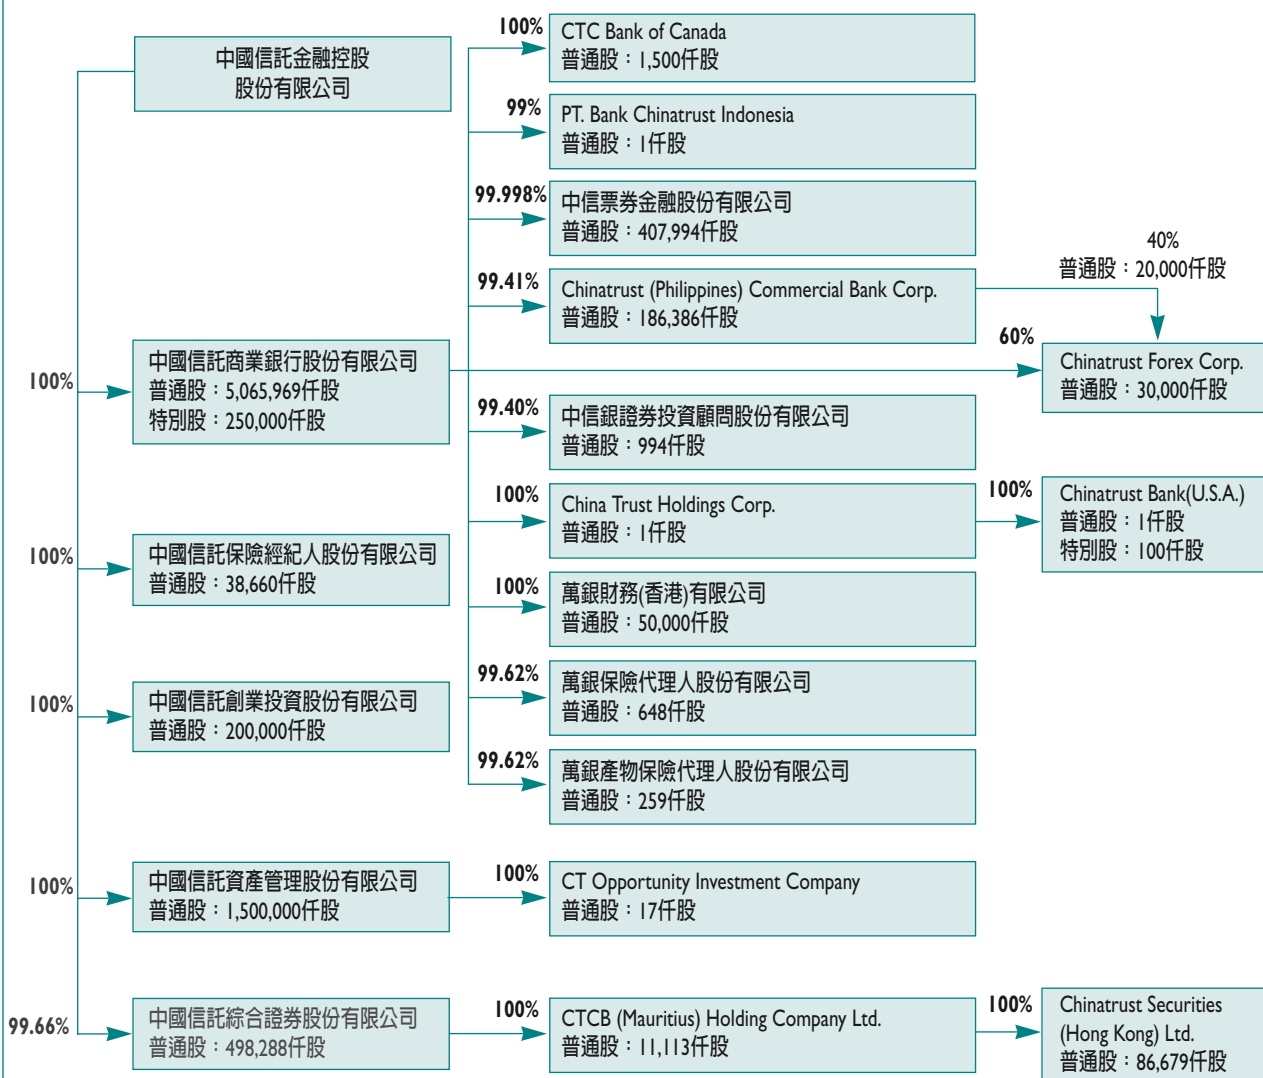 中國信託金融控股
股份有限公司
100%
中國信託商業銀行股份有限公司
普通股：5,065,969仟股
特別股：250,000仟股
100%
中國信託保險經紀人股份有限公司
普通股：38,660仟股
100%
中國信託創業投資股份有限公司
普通股：200,000仟股
100%
中國信託資產管理股份有限公司
普通股：1,500,000仟股
99.66%
中國信託綜合證券股份有限公司
普通股：498,288仟股
100%
CTC Bank of Canada
普通股：1,500仟股
99%
PT. Bank Chinatrust Indonesia
普通股：1仟股
99.998%
中信票券金融股份有限公司
普通股：407,994仟股
99.41%
Chinatrust (Philippines) Commercial Bank Corp.
普通股：186,386仟股
40%
普通股：20,000仟股
60%
Chinatrust Forex Corp.
普通股：30,000仟股
99.40%
中信銀證券投資顧問股份有限公司
普通股：994仟股
100%
China Trust Holdings Corp.
普通股：1仟股
100%
Chinatrust Bank(U.S.A.)
普通股：1仟股
特別股：100仟股
100%
萬銀財務(香港)有限公司
普通股：50,000仟股
99.62%
萬銀保險代理人股份有限公司
普通股：648仟股
99.62%
萬銀產物保險代理人股份有限公司
普通股：259仟股
100%
CT Opportunity Investment Company
普通股：17仟股
100%
CTCB (Mauritius) Holding Company Ltd.
普通股：11,113仟股
100%
Chinatrust Securities
(Hong Kong) Ltd.
普通股：86,679仟股